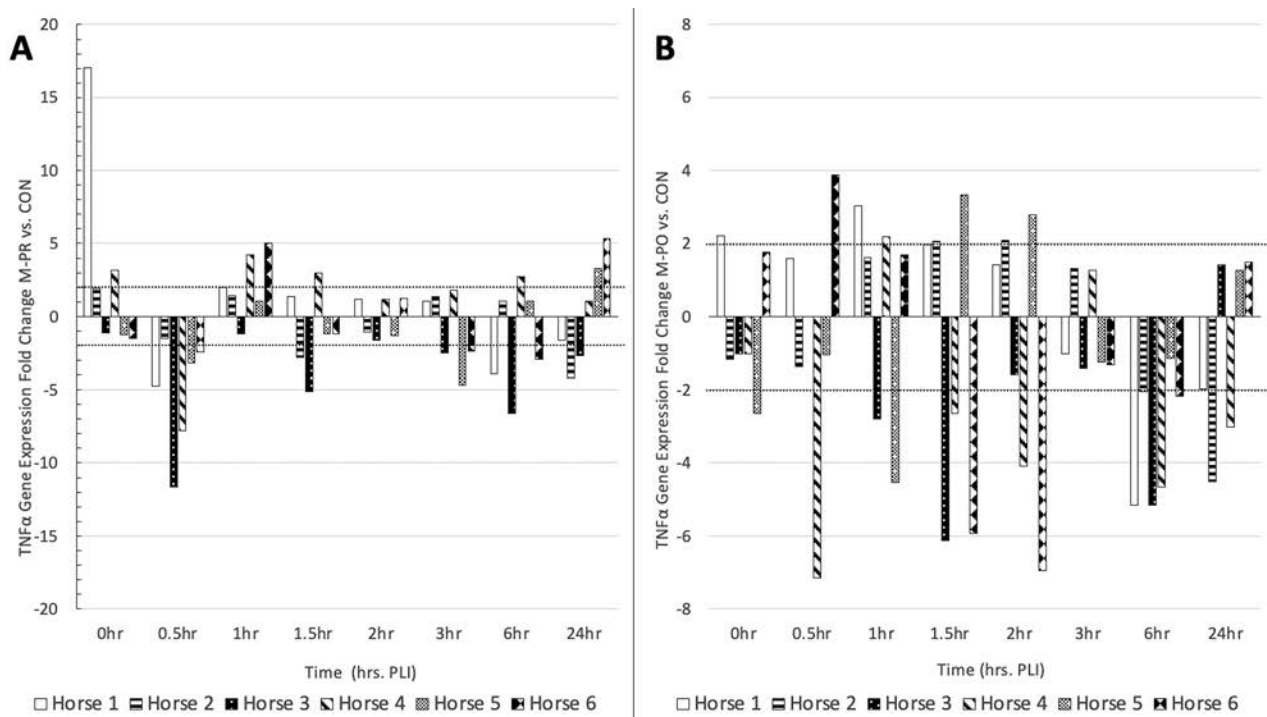 A
TNFα Gene Expression Fold Change M-PR vs. CON
20
15
10
5
0
-5
-10
-15
-20
0hr 0.5hr 1hr 1.5hr 2hr 3hr 6hr 24hr
Time (hrs. PLI)
Horse 1 Horse 2 Horse 3 Horse 4 Horse 5 Horse 6
B
TNFα Gene Expression Fold Change M-PO vs. CON
8
6
4
2
0
-2
-4
-6
-8
0hr 0.5hr 1hr 1.5hr 2hr 3hr 6hr 24hr
Time (hrs. PLI)
Horse 1 Horse 2 Horse 3 Horse 4 Horse 5 Horse 6